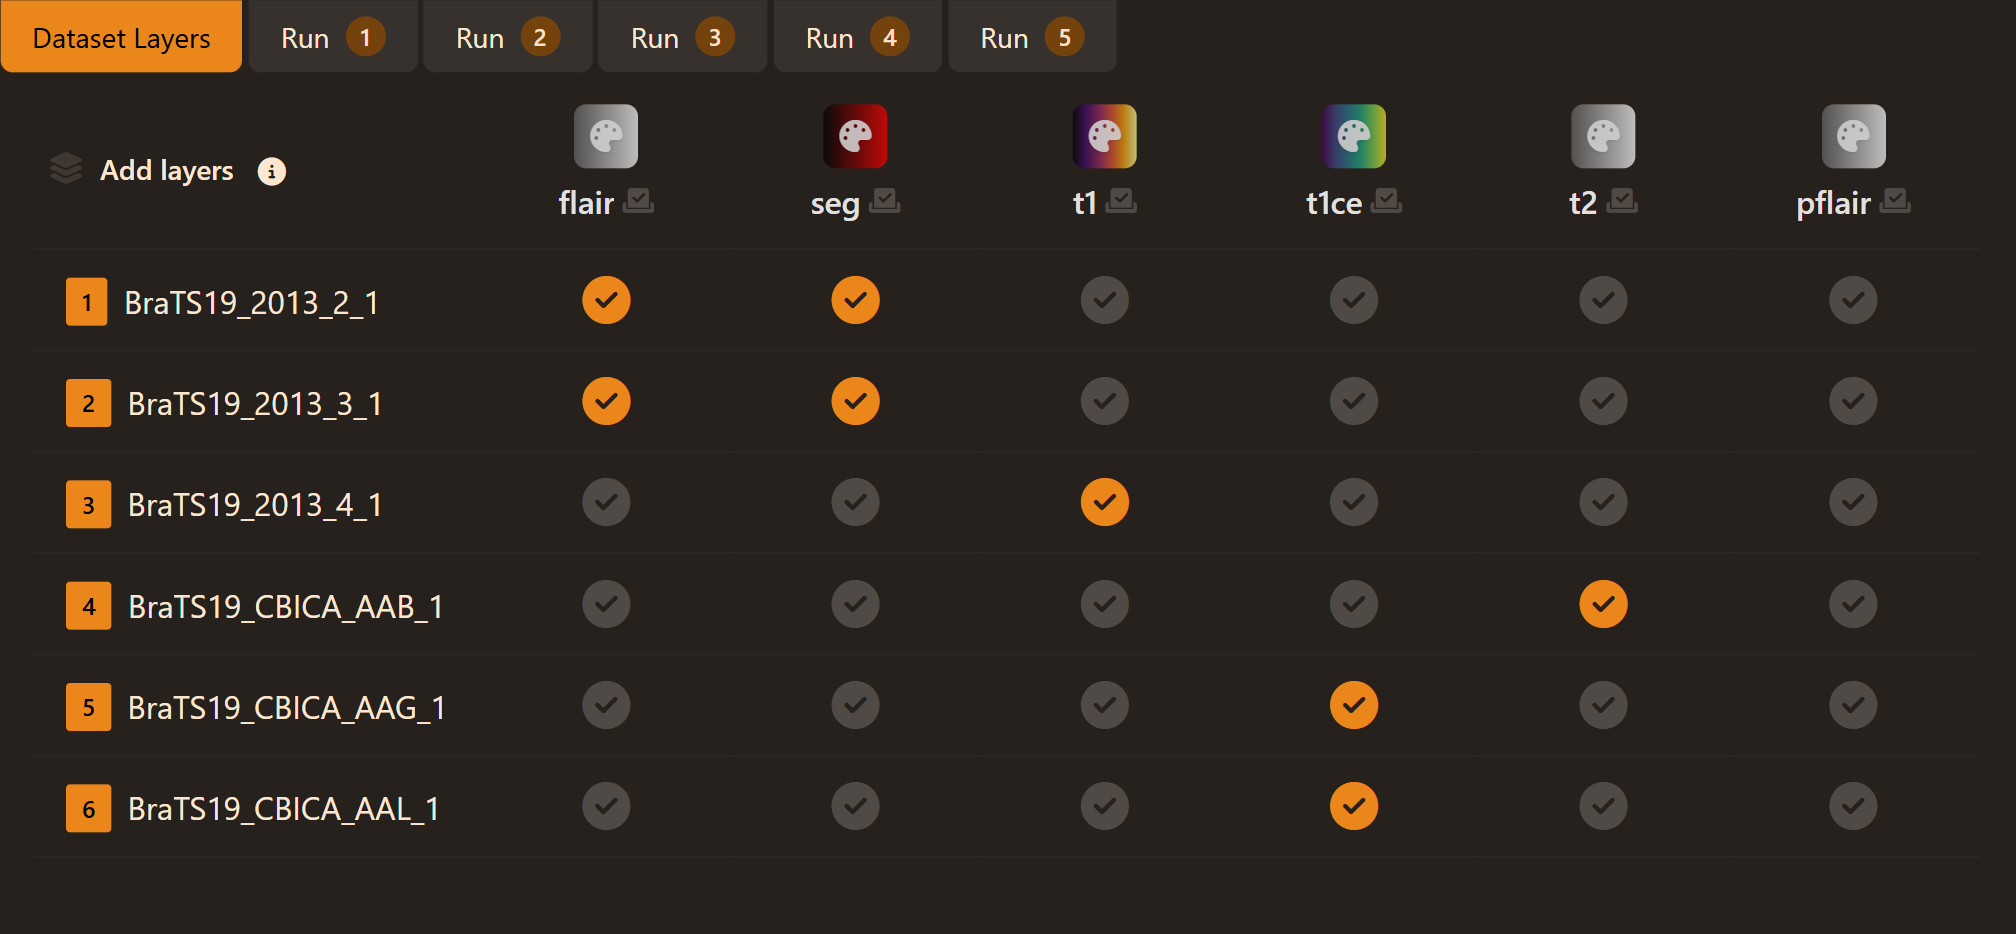 Dataset Layers Run 1 Run 2 Run 3 Run 4 Run 5
Add layers flair seg t1 t1ce t2 pflair
1 BraTS19_2013_2_1
2 BraTS19_2013_3_1
3 BraTS19_2013_4_1
4 BraTS19_CBICA_AAB_1
5 BraTS19_CBICA_AAG_1
6 BraTS19_CBICA_AAL_1